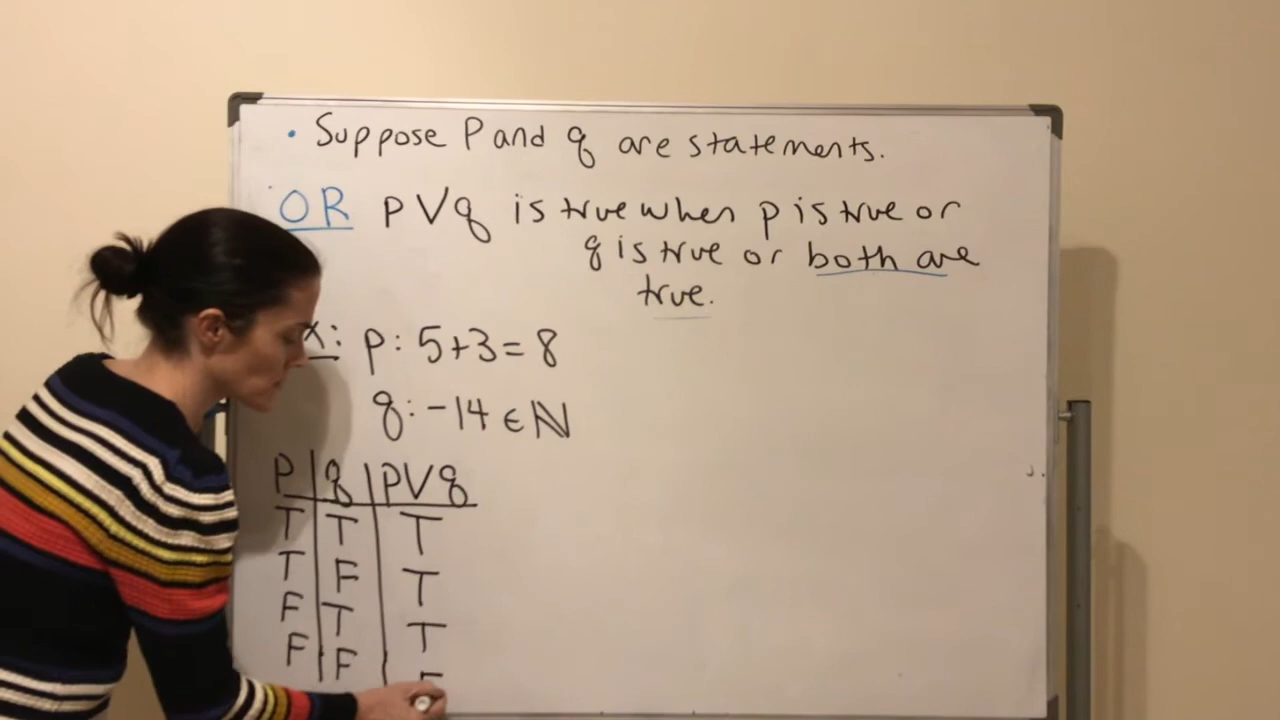 • Suppose P and q are statements.
OR p V q is true when p is true or
q is true or both are
true.
x: p: 5+3=8
q: -14 ∈ ℕ
P q P V q
T T T
T F T
F T T
F F F